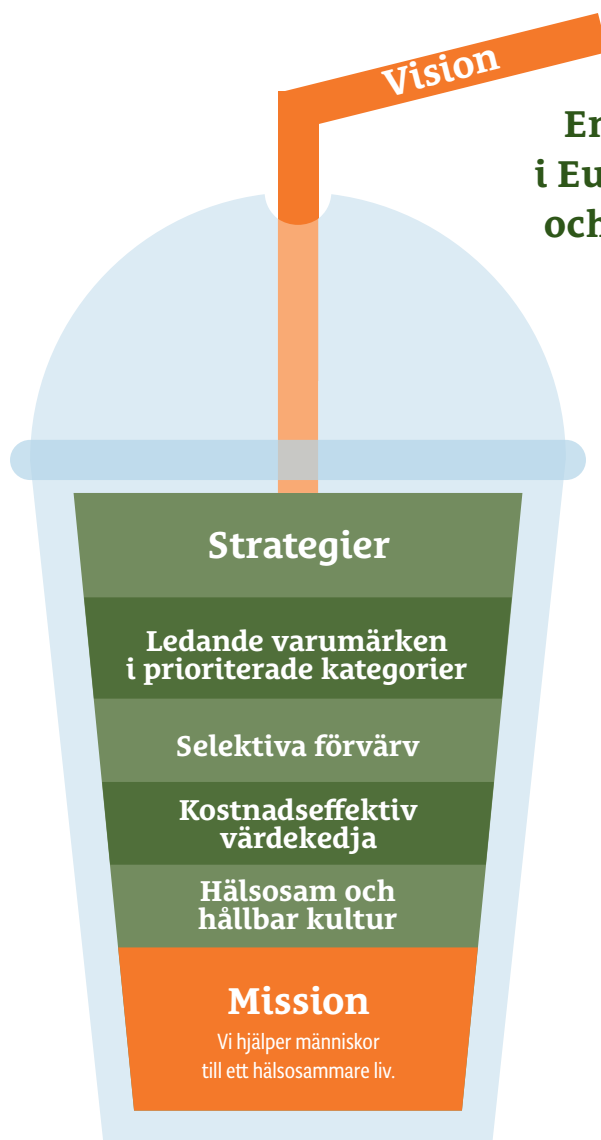 Vision
i
och
Strategier
Ledande varumärken
i prioriterade kategorier
Selektiva förvärv
Kostnadseffektiv
värdekedja
Hälsosam och
hållbar kultur
Mission
Vi hjälper människor
till ett hälsosammare liv.